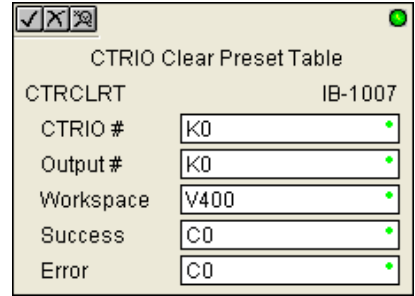 CTRIO Clear Preset Table
CTRCLRT IB-1007
CTRIO # K0
Output # K0
Workspace V400
Success C0
Error C0